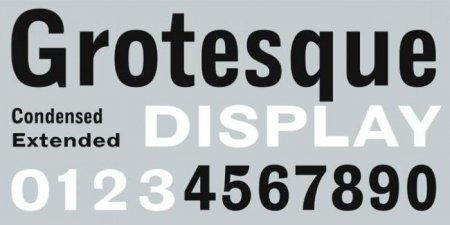 Grotesque
Condensed
Extended
DISPLAY
01234567890